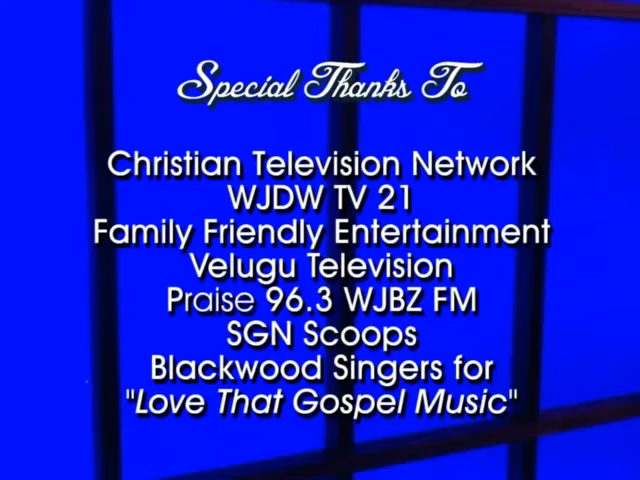 Special Thanks To
Christian Television Network
WJDW TV 21
Family Friendly Entertainment
Velugu Television
Praise 96.3 WJBZ FM
SGN Scoops
Blackwood Singers for
"Love That Gospel Music"